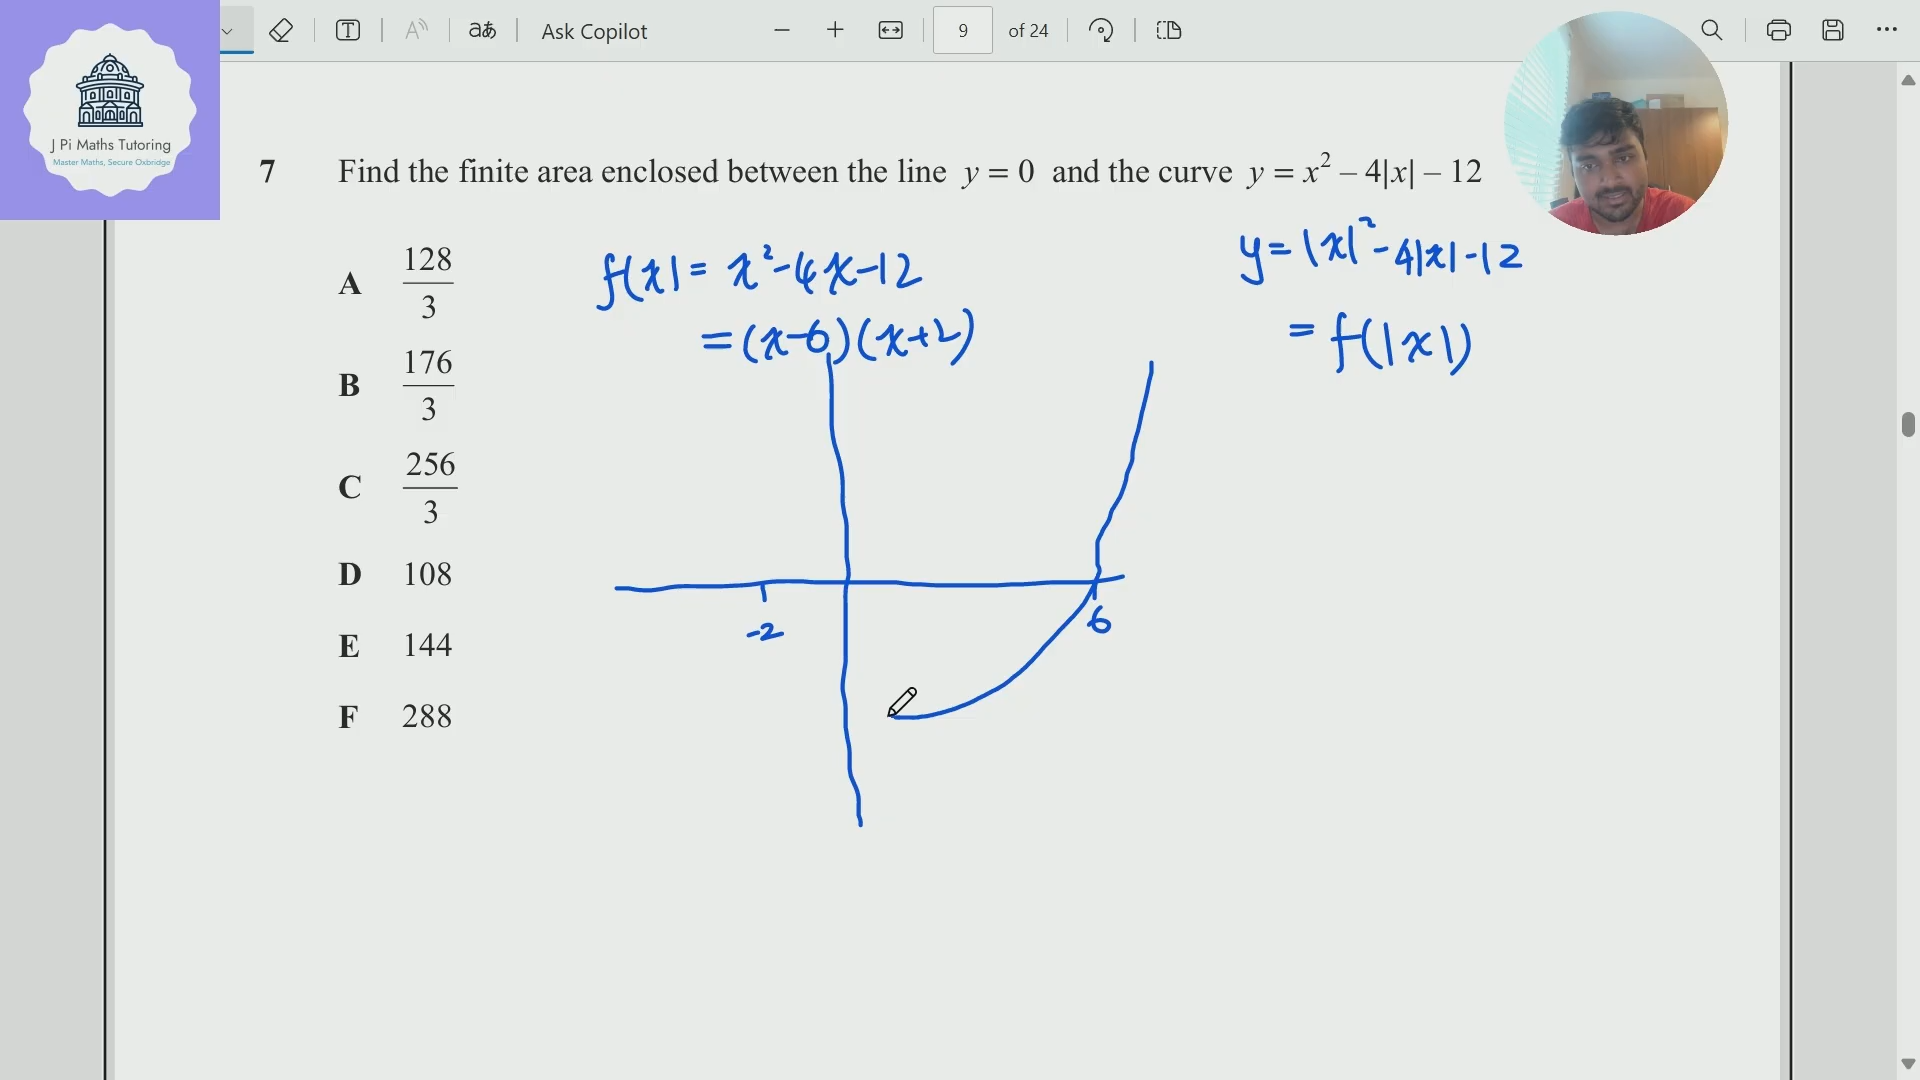 Ask Copilot
9 of 24
J Pi Maths Tutoring
Master Maths, Secure Oxbridge
7 Find the finite area enclosed between the line y = 0 and the curve y = x² – 4|x| – 12
A 128/3
B 176/3
C 256/3
D 108
E 144
F 288
f(x) = x²-4x-12
=(x-6)(x+2)
y=|x|²-4|x|-12
= f(|x|)
-2
6